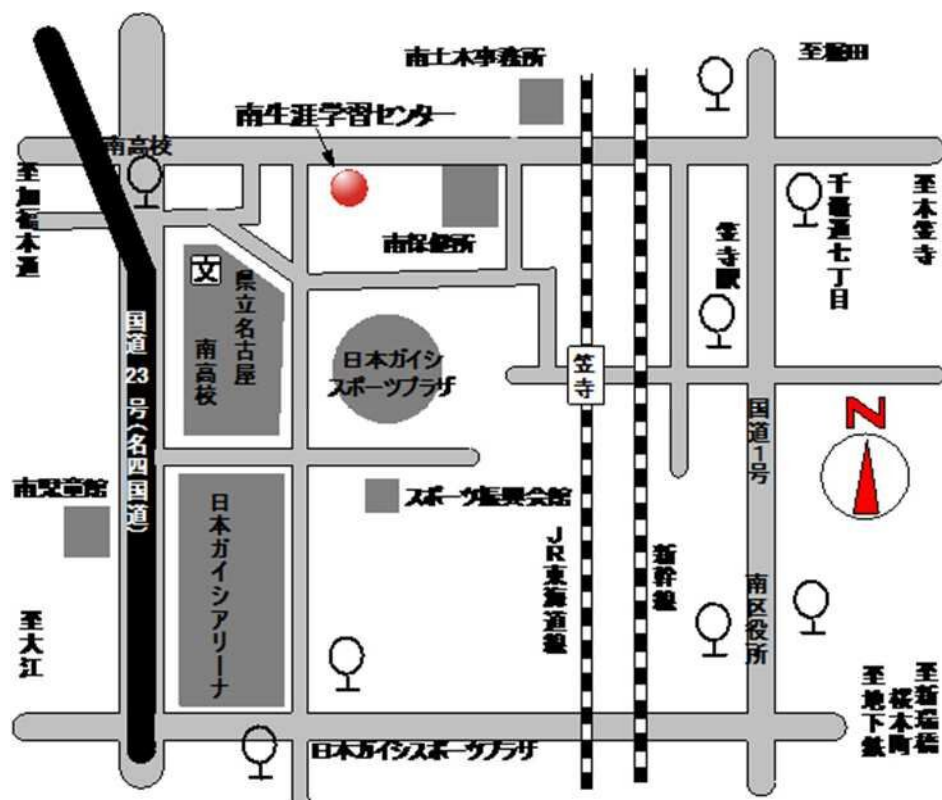 南土木事務所
至堀田
南生涯学習センター
南高校
至加福本通
千竈通七丁目
至本笠寺
南保健所
笠寺駅
文
県立名古屋
南高校
日本ガイシ
スポーツプラザ
笠寺
国道23号(名四国道)
国道1号
N
南児童館
スポーツ振興会館
日本ガイシアリーナ
JR東海道線
新幹線
南区役所
至大江
至新瑞橋
桜本町
至地下鉄
日本ガイシスポーツプラザ